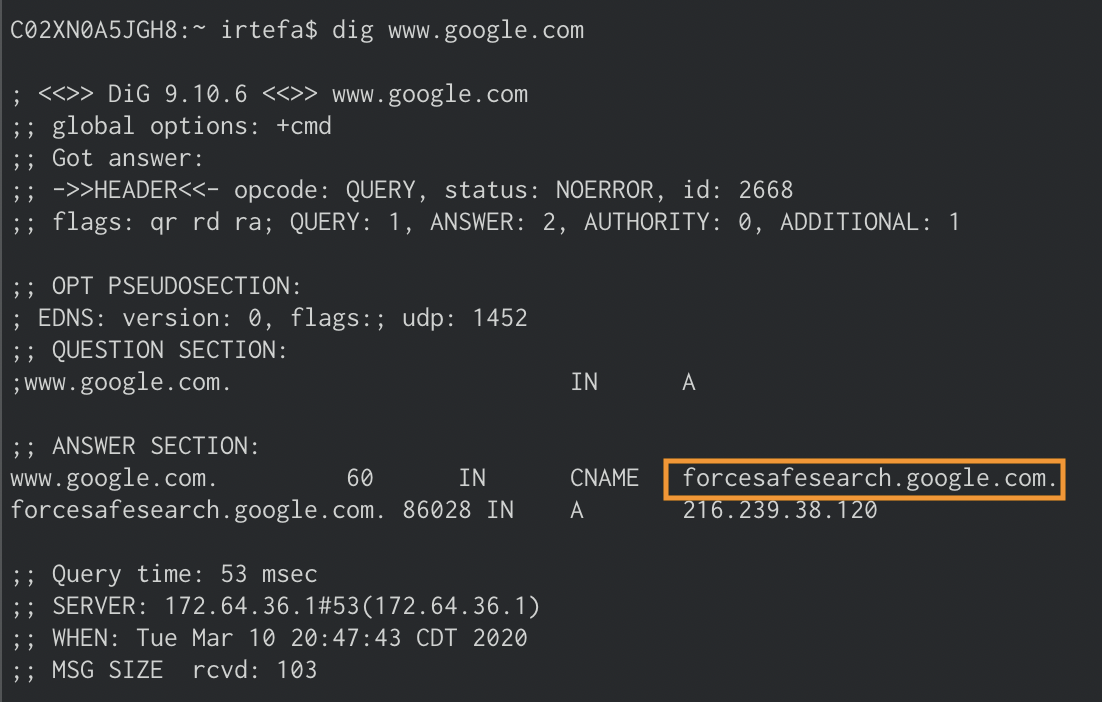 C02XN0A5JGH8:~ irtefa$ dig www.google.com
; <<>> DiG 9.10.6 <<>> www.google.com
;; global options: +cmd
;; Got answer:
;; ->>HEADER<<- opcode: QUERY, status: NOERROR, id: 2668
;; flags: qr rd ra; QUERY: 1, ANSWER: 2, AUTHORITY: 0, ADDITIONAL: 1
;; OPT PSEUDOSECTION:
; EDNS: version: 0, flags:; udp: 1452
;; QUESTION SECTION:
;www.google.com. IN A
;; ANSWER SECTION:
www.google.com. 60 IN CNAME forcesafesearch.google.com.
forcesafesearch.google.com. 86028 IN A 216.239.38.120
;; Query time: 53 msec
;; SERVER: 172.64.36.1#53(172.64.36.1)
;; WHEN: Tue Mar 10 20:47:43 CDT 2020
;; MSG SIZE rcvd: 103